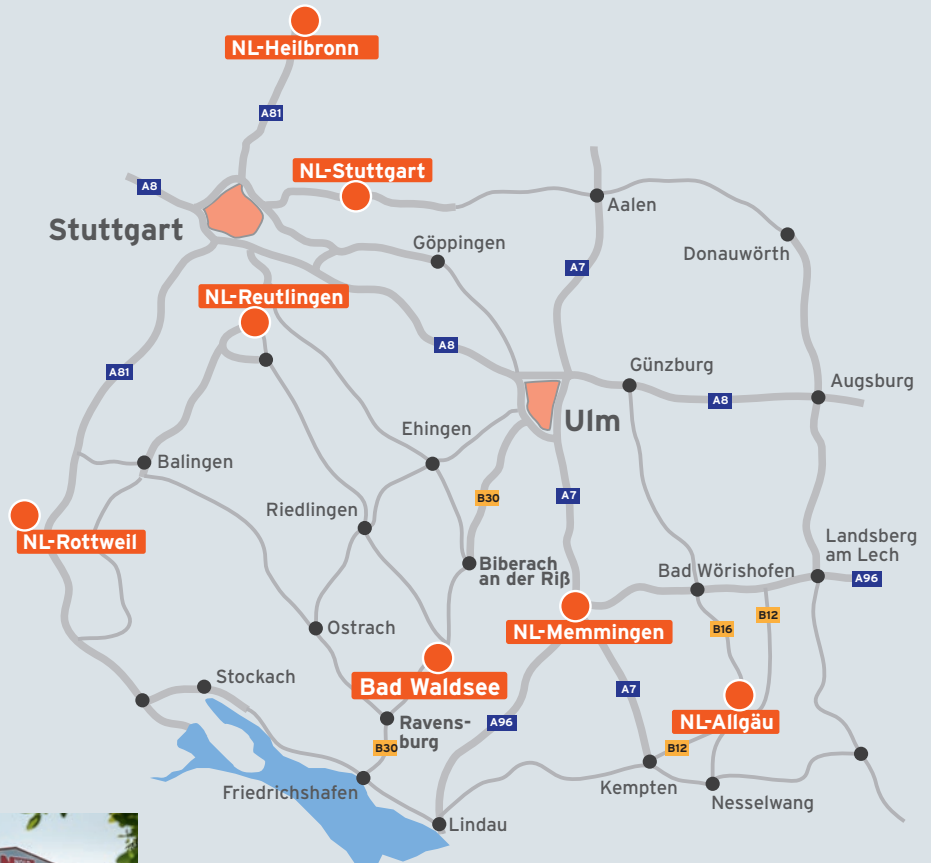 NL-Heilbronn
A81
NL-Stuttgart
A8
Aalen
Stuttgart
Göppingen
Donauwörth
A7
NL-Reutlingen
A8
Günzburg
A81
Augsburg
A8
Ulm
Ehingen
Balingen
B30
A7
Riedlingen
NL-Rottweil
Landsberg
am Lech
Biberach
an der Riß
Bad Wörishofen
A96
B12
Ostrach
NL-Memmingen
B16
Stockach
Bad Waldsee
A7
NL-Allgäu
Ravens-
burg
A96
B30
B12
Friedrichshafen
Kempten
Nesselwang
Lindau